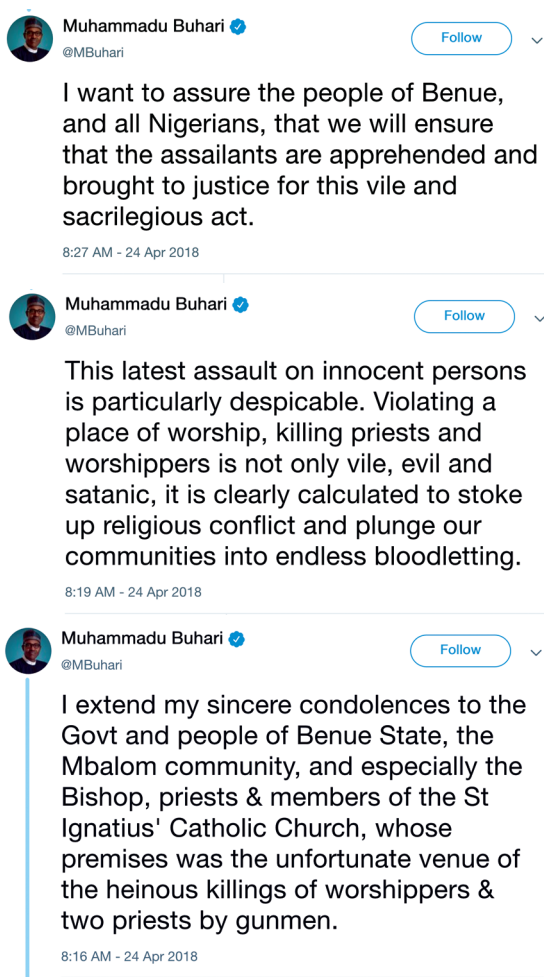 Muhammadu Buhari
Follow
@MBuhari
I want to assure the people of Benue,
and all Nigerians, that we will ensure
that the assailants are apprehended and
brought to justice for this vile and
sacrilegious act.
8:27 AM - 24 Apr 2018
Muhammadu Buhari
Follow
@MBuhari
This latest assault on innocent persons
is particularly despicable. Violating a
place of worship, killing priests and
worshippers is not only vile, evil and
satanic, it is clearly calculated to stoke
up religious conflict and plunge our
communities into endless bloodletting.
8:19 AM - 24 Apr 2018
Muhammadu Buhari
Follow
@MBuhari
I extend my sincere condolences to the
Govt and people of Benue State, the
Mbalom community, and especially the
Bishop, priests & members of the St
Ignatius' Catholic Church, whose
premises was the unfortunate venue of
the heinous killings of worshippers &
two priests by gunmen.
8:16 AM - 24 Apr 2018